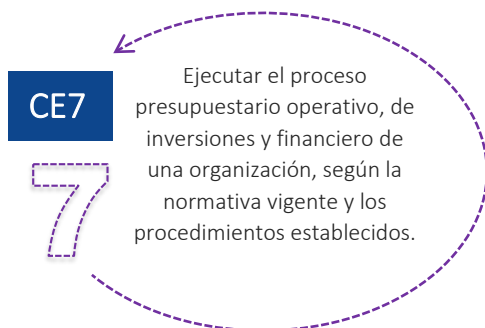 CE7
7
Ejecutar el proceso
presupuestario operativo, de
inversiones y financiero de
una organización, según la
normativa vigente y los
procedimientos establecidos.